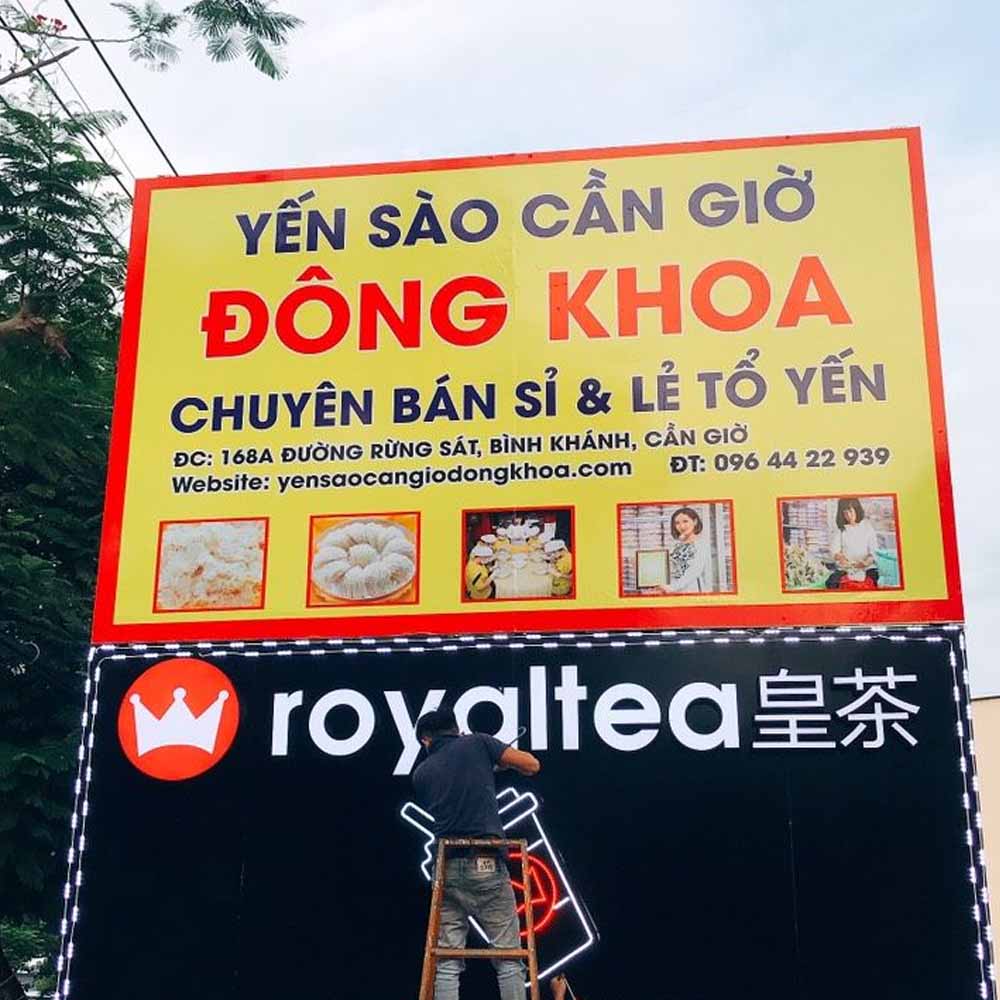 YẾN SÀO CẦN GIỜ
ĐÔNG KHOA
CHUYÊN BÁN SỈ & LẺ TỔ YẾN
ĐC: 168A ĐƯỜNG RỪNG SÁT, BÌNH KHÁNH, CẦN GIỜ
Website: yensaocangiodongkhoa.com ĐT: 096 44 22 939
royaltea 皇茶